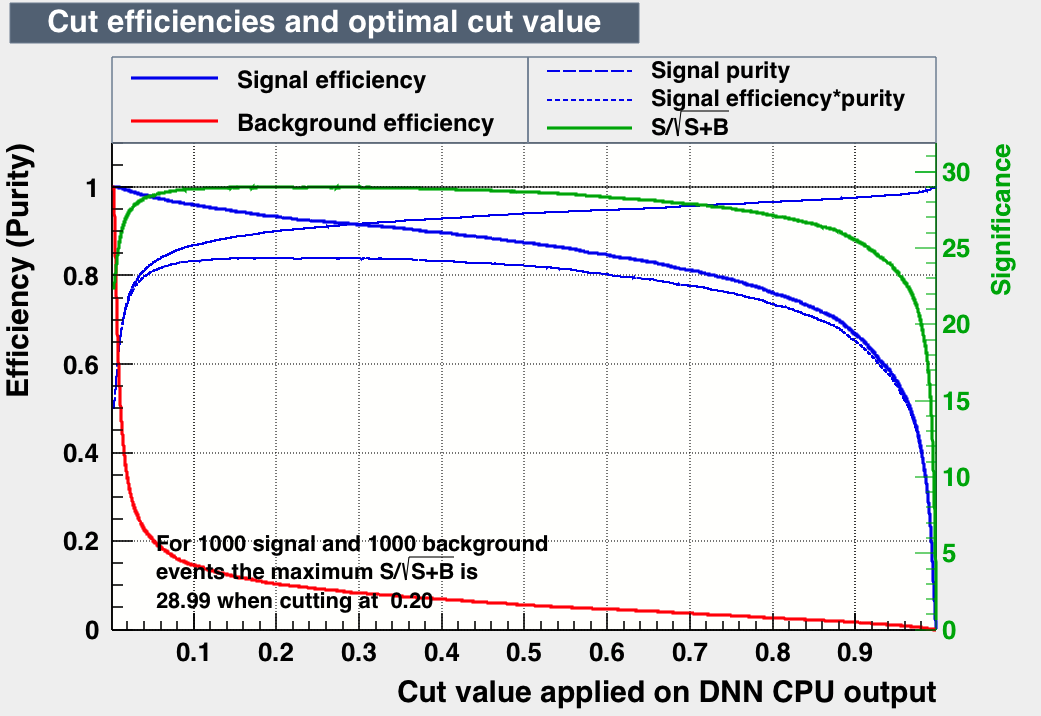 Cut efficiencies and optimal cut value
Signal efficiency
Background efficiency
Signal purity
Signal efficiency*purity
S/√S+B
Efficiency (Purity)
1
0.8
0.6
0.4
0.2
0
30
25
20
15
10
5
0
Significance
For 1000 signal and 1000 background
events the maximum S/√S+B is
28.99 when cutting at 0.20
0.1 0.2 0.3 0.4 0.5 0.6 0.7 0.8 0.9
Cut value applied on DNN CPU output